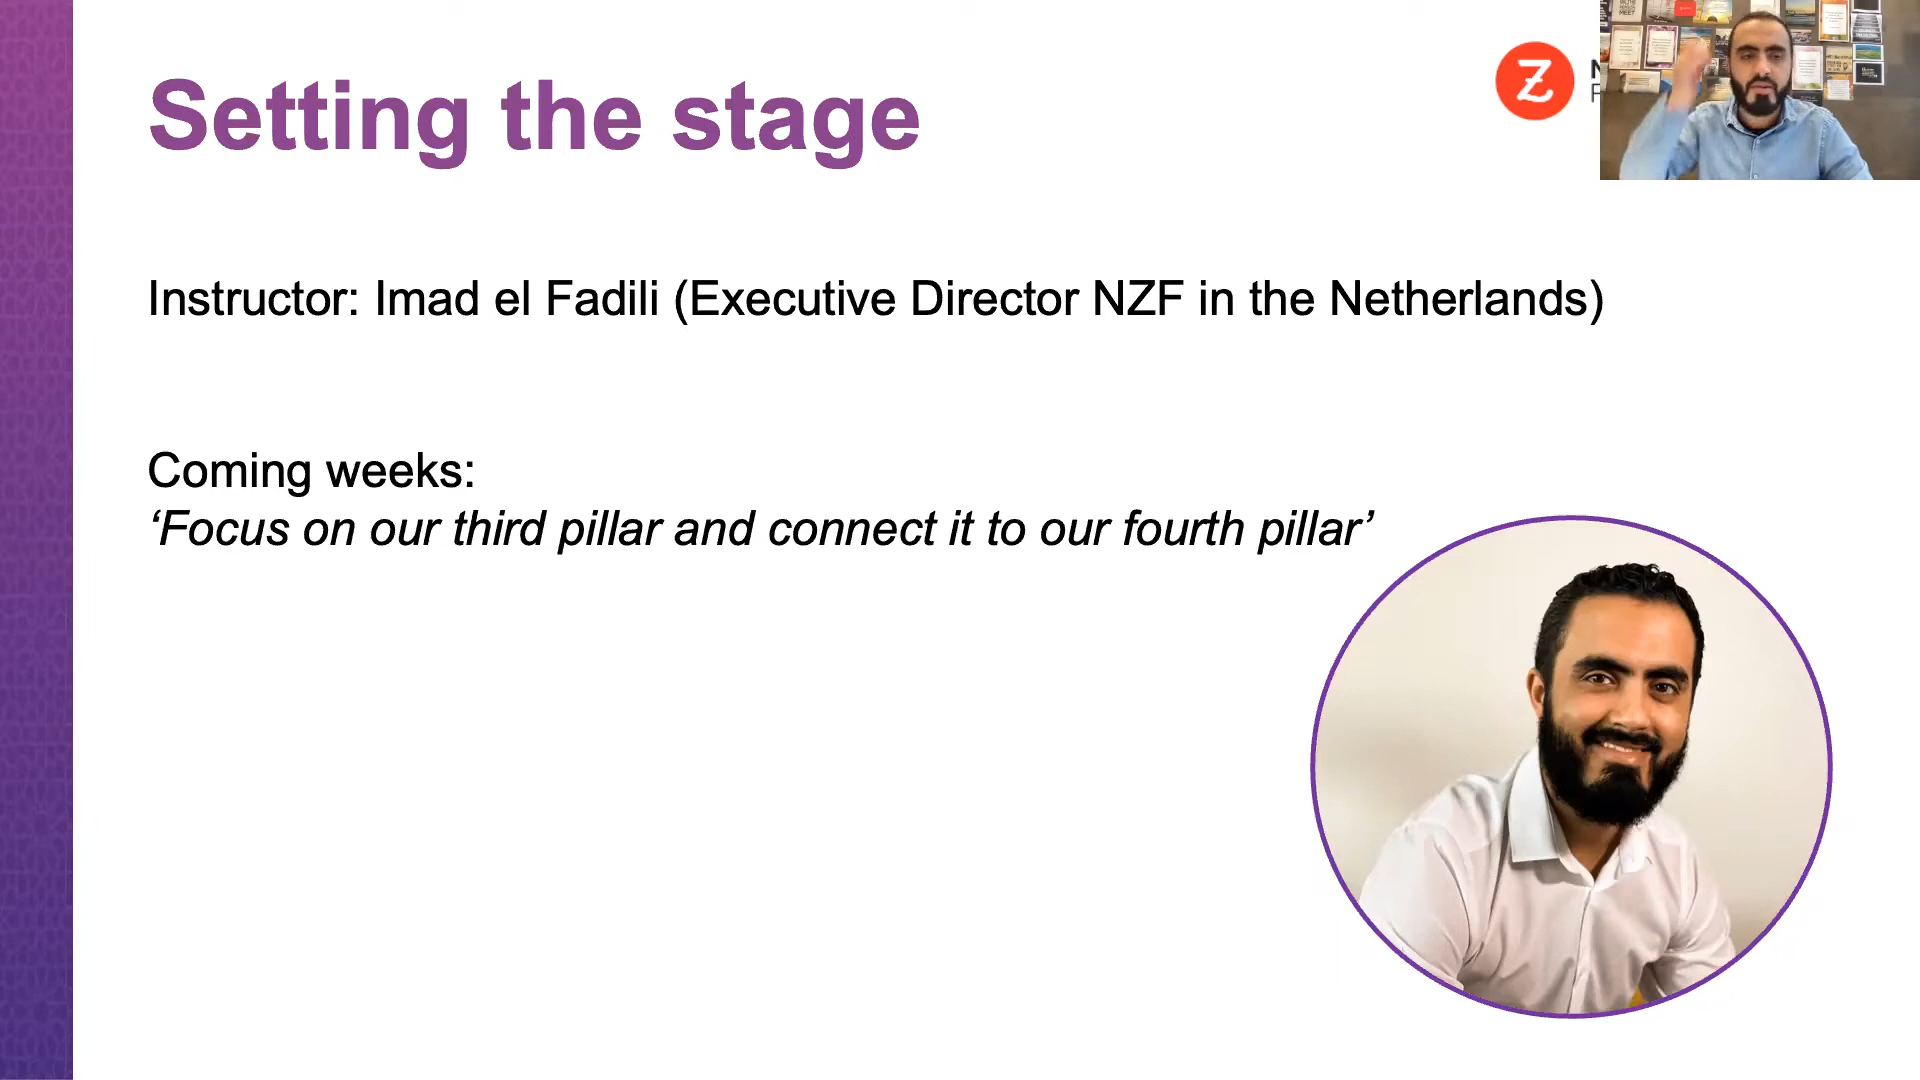 Setting the stage
Z
Instructor: Imad el Fadili (Executive Director NZF in the Netherlands)
Coming weeks:
‘Focus on our third pillar and connect it to our fourth pillar’